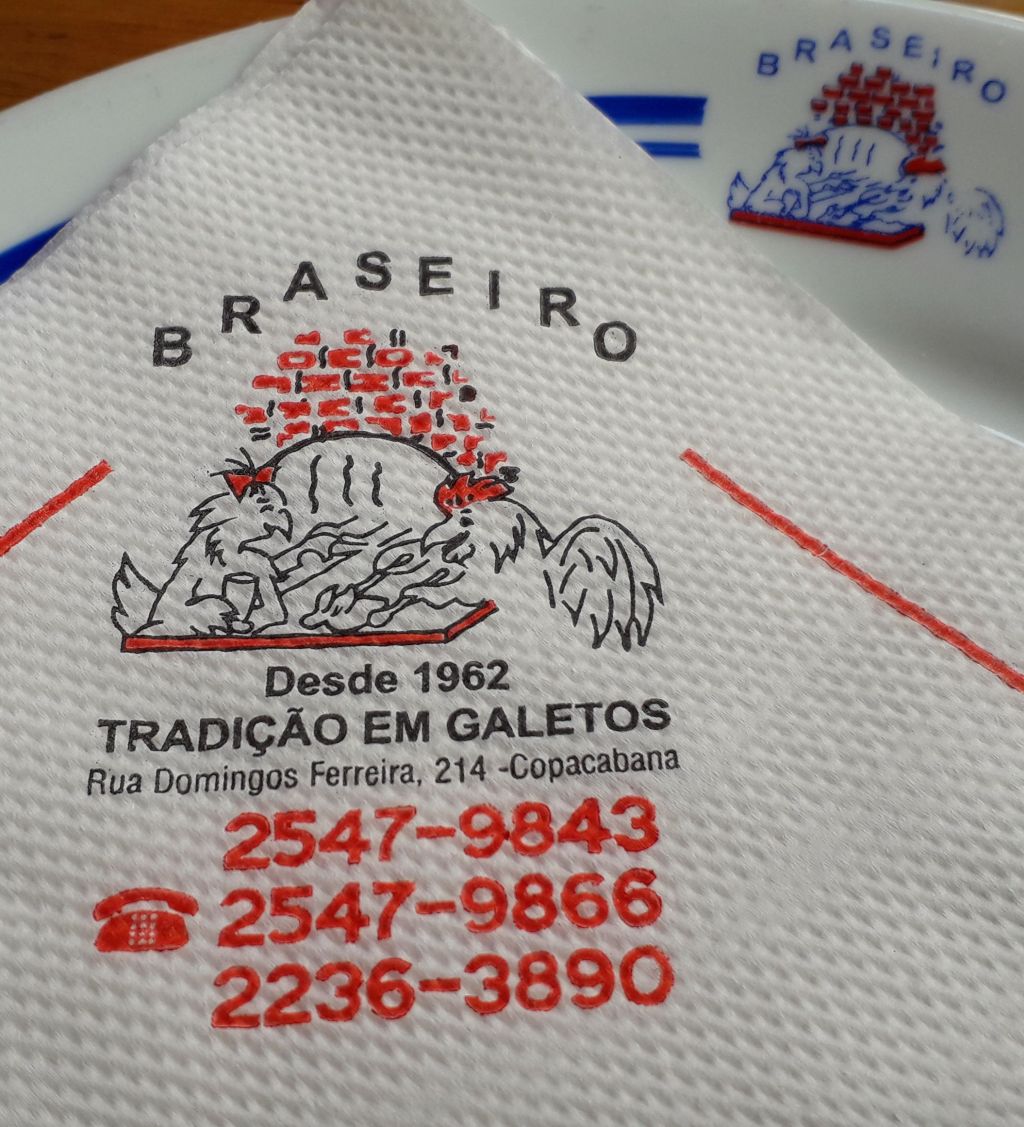 BRASEIRO
BRASEIRO
Desde 1962
TRADIÇÃO EM GALETOS
Rua Domingos Ferreira, 214 -Copacabana
2547-9843
2547-9866
2236-3890